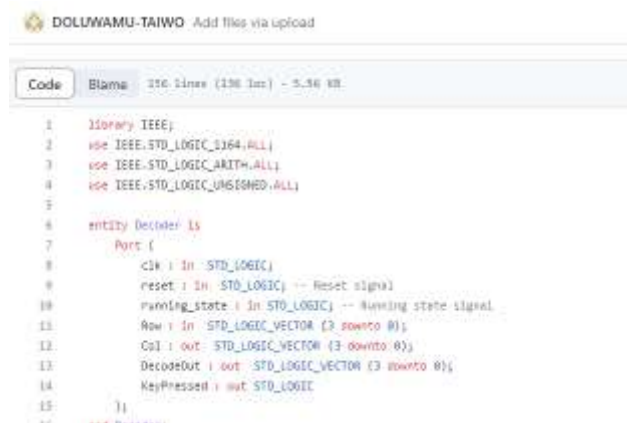 DOLUWAMU-TAIWO Add files via upload
Code Blame 156 lines (136 loc) · 5.56 KB
1 library IEEE;
2 use IEEE.STD_LOGIC_1164.ALL;
3 use IEEE.STD_LOGIC_ARITH.ALL;
4 use IEEE.STD_LOGIC_UNSIGNED.ALL;
5
6 entity Decoder is
7 Port (
8 clk : in STD_LOGIC;
9 reset : in STD_LOGIC; -- Reset signal
10 running_state : in STD_LOGIC; -- Running state signal
11 Row : in STD_LOGIC_VECTOR (3 downto 0);
12 Col : out STD_LOGIC_VECTOR (3 downto 0);
13 DecodeOut : out STD_LOGIC_VECTOR (3 downto 0);
14 KeyPressed : out STD_LOGIC
15 );